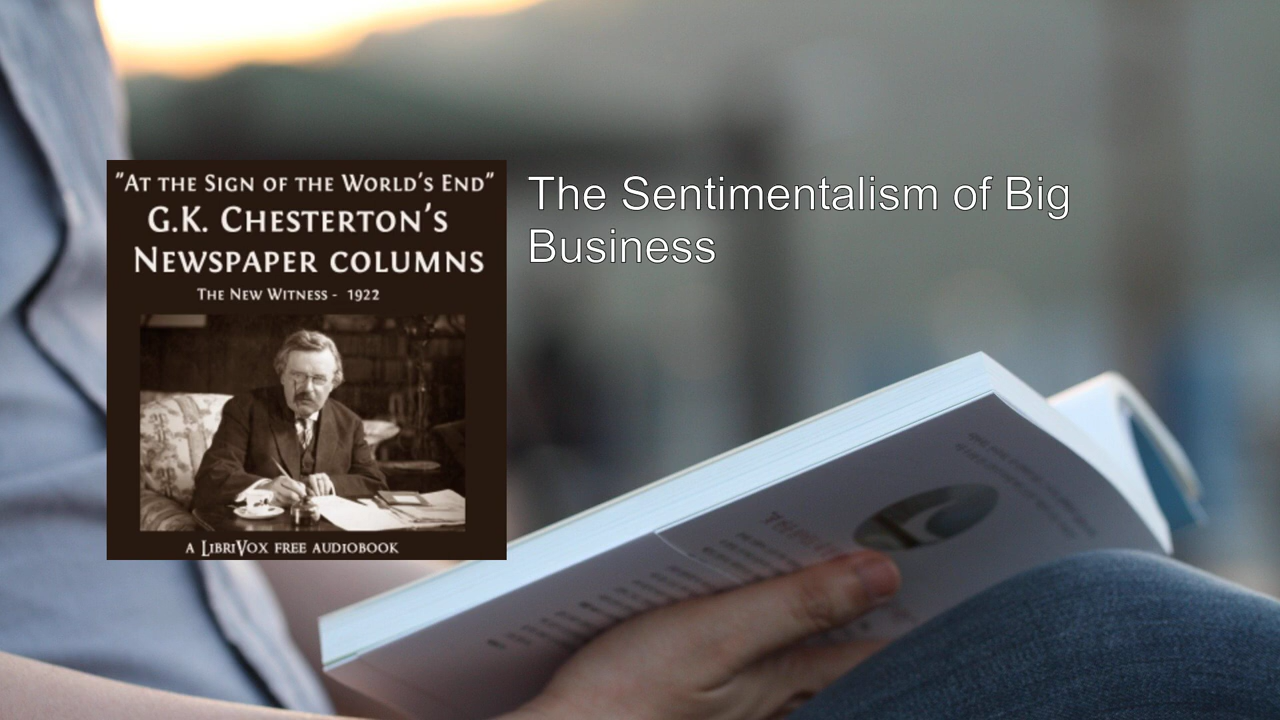 "At the Sign of the World's End"
G.K. Chesterton's
Newspaper columns
The New Witness - 1922
a LibriVox free audiobook
The Sentimentalism of Big
Business